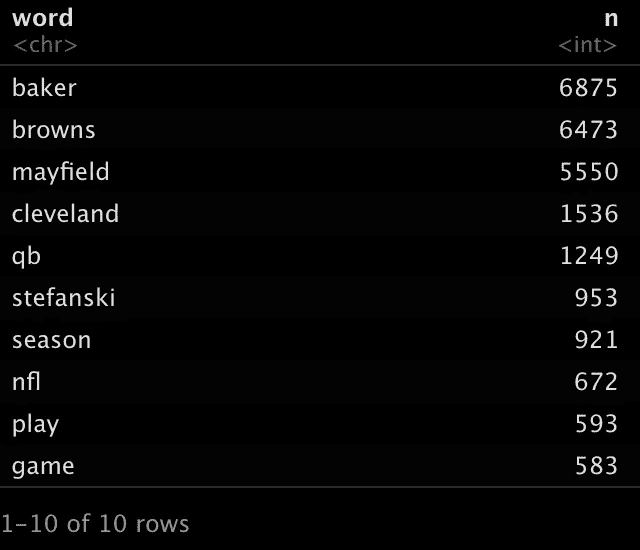 word n
<chr> <int>
baker 6875
browns 6473
mayfield 5550
cleveland 1536
qb 1249
stefanski 953
season 921
nfl 672
play 593
game 583
1-10 of 10 rows